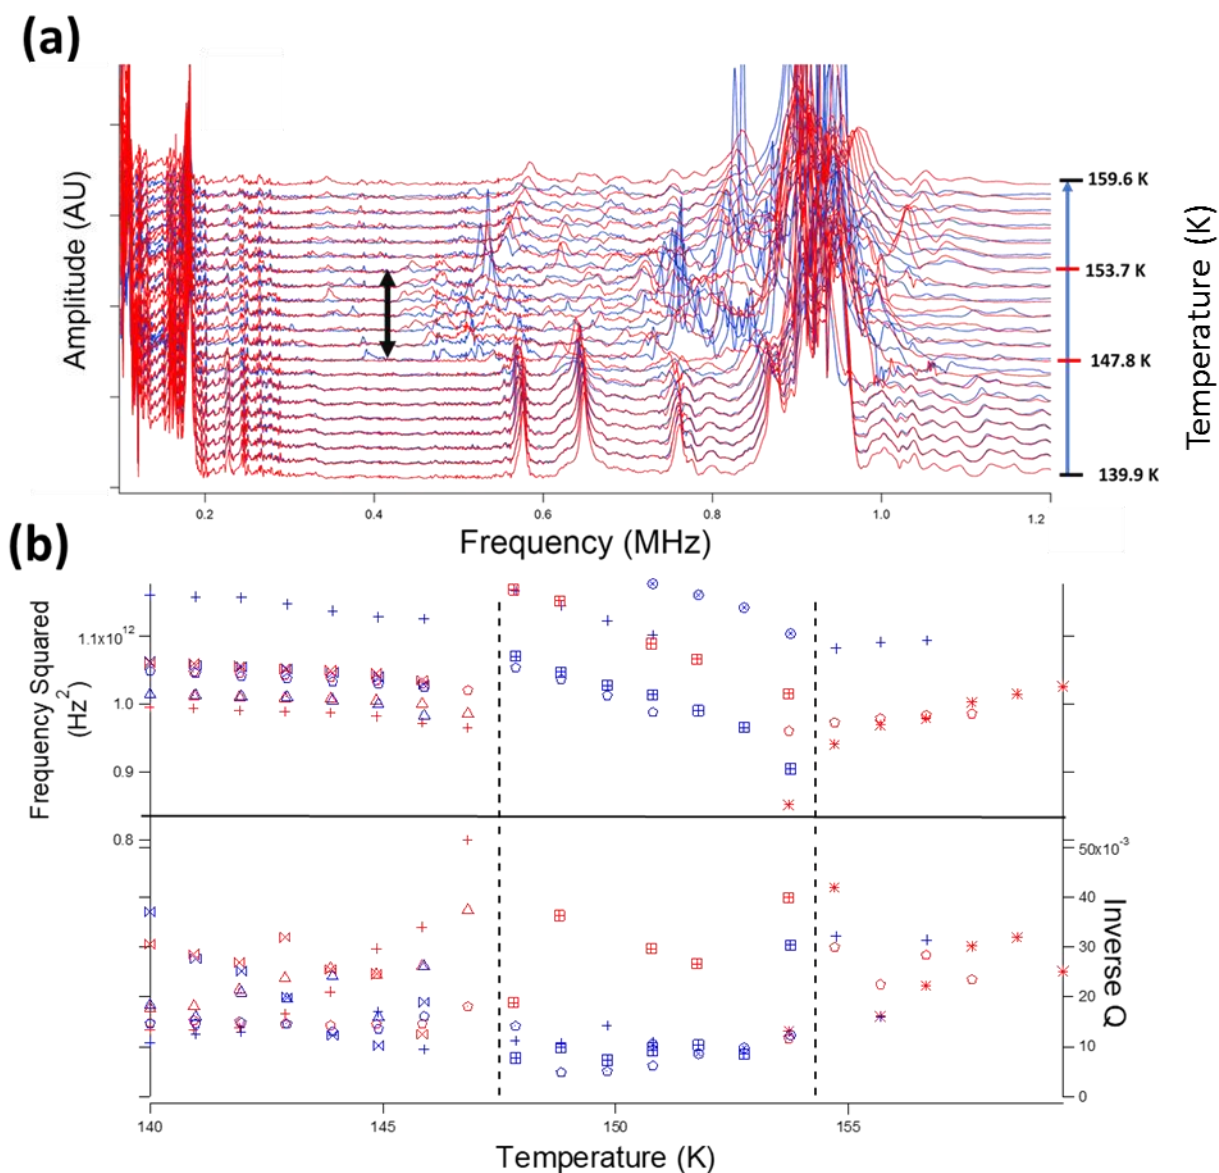 (a)
Amplitude (AU)
159.6 K
153.7 K
147.8 K
139.9 K
Temperature (K)
0.2 0.4 0.6 0.8 1.0 1.2
Frequency (MHz)
(b)
Frequency Squared
(Hz²)
1.1x10¹²
1.0
0.9
0.8
50x10⁻³
40
30
20
10
0
Inverse Q
140 145 150 155
Temperature (K)